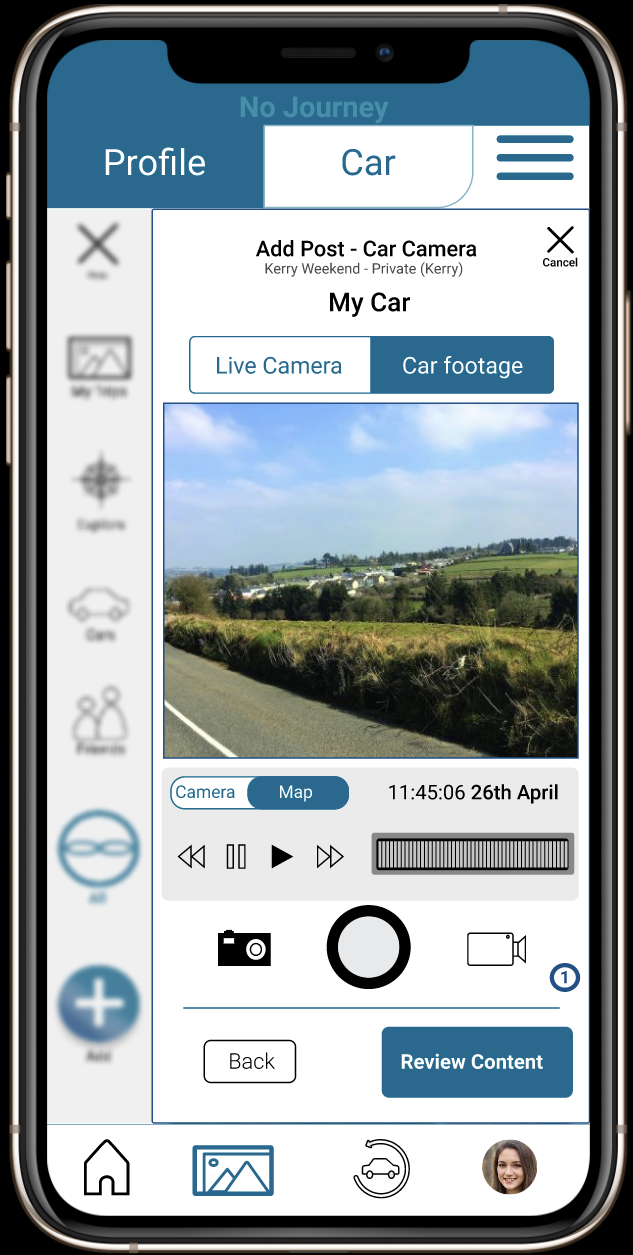 No Journey
Profile
Car
Add Post - Car Camera
Kerry Weekend - Private (Kerry)
Cancel
My Car
Live Camera
Car footage
My Trips
Explore
Cars
Friends
All
Add
Camera
Map
11:45:06 26th April
1
Back
Review Content